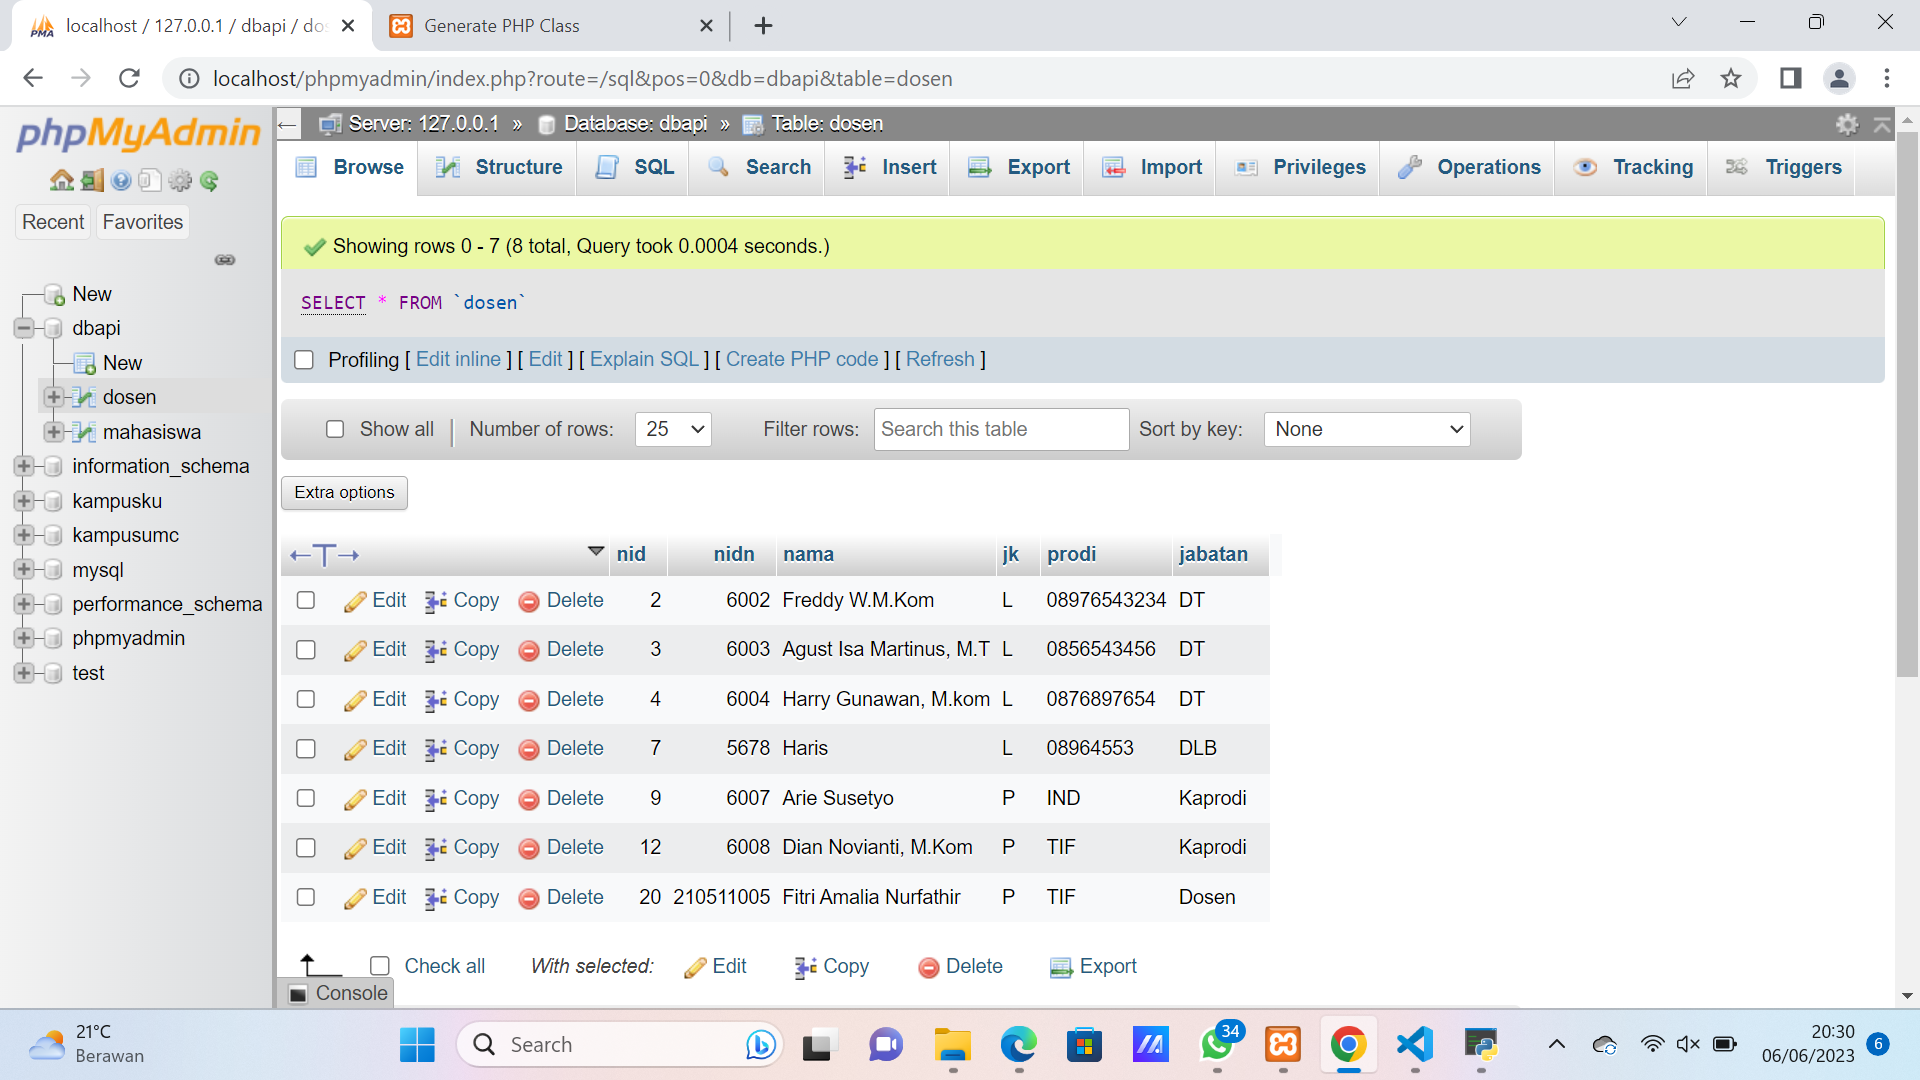 localhost / 127.0.0.1 / dbapi / dos
Generate PHP Class
localhost/phpmyadmin/index.php?route=/sql&pos=0&db=dbapi&table=dosen
phpMyAdmin
Server: 127.0.0.1 » Database: dbapi » Table: dosen
Browse Structure SQL Search Insert Export Import Privileges Operations Tracking Triggers
Recent Favorites
New
dbapi
New
dosen
mahasiswa
information_schema
kampusku
kampusumc
mysql
performance_schema
phpmyadmin
test
Showing rows 0 - 7 (8 total, Query took 0.0004 seconds.)
SELECT * FROM `dosen`
Profiling [ Edit inline ] [ Edit ] [ Explain SQL ] [ Create PHP code ] [ Refresh ]
Show all Number of rows: 25 Filter rows: Search this table Sort by key: None
Extra options
←T→ nid nidn nama jk prodi jabatan
Edit Copy Delete 2 6002 Freddy W.M.Kom L 08976543234 DT
Edit Copy Delete 3 6003 Agust Isa Martinus, M.T L 0856543456 DT
Edit Copy Delete 4 6004 Harry Gunawan, M.kom L 0876897654 DT
Edit Copy Delete 7 5678 Haris L 08964553 DLB
Edit Copy Delete 9 6007 Arie Susetyo P IND Kaprodi
Edit Copy Delete 12 6008 Dian Novianti, M.Kom P TIF Kaprodi
Edit Copy Delete 20 210511005 Fitri Amalia Nurfathir P TIF Dosen
Check all With selected: Edit Copy Delete Export
Console
21°C
Berawan
Search
34
20:30
06/06/2023
6